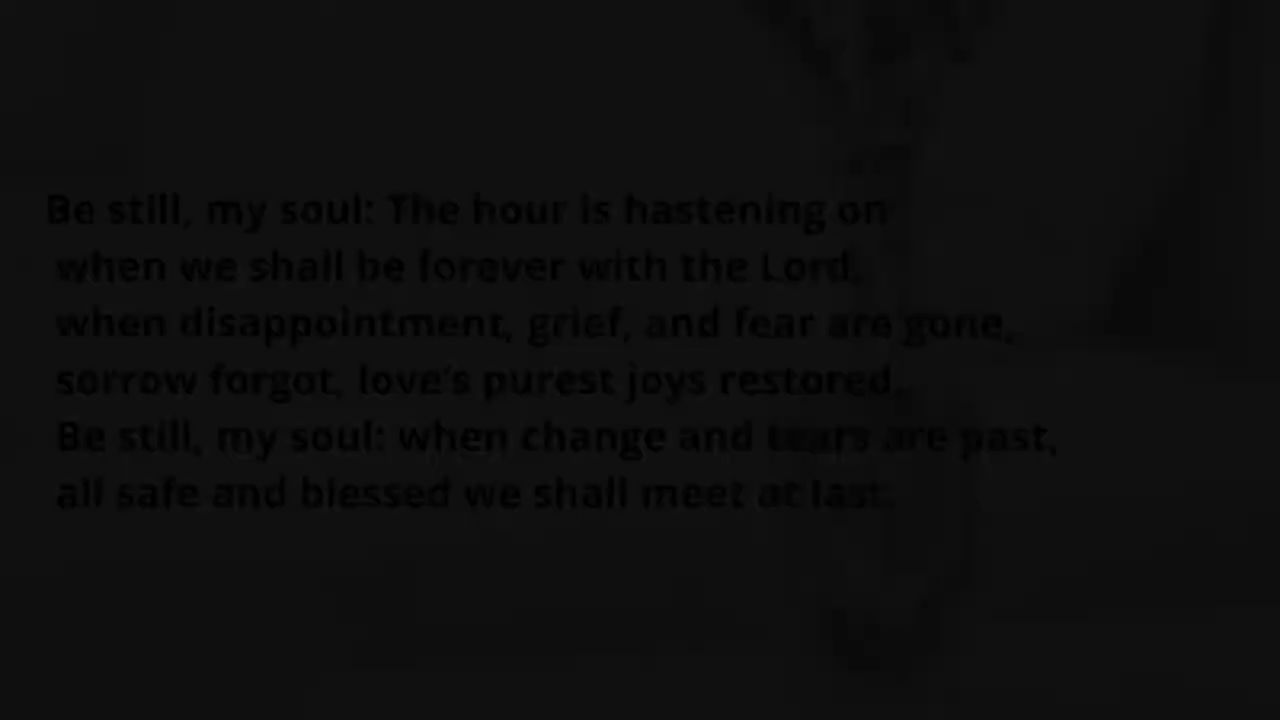 Be still, my soul: The hour is hastening on
when we shall be forever with the Lord,
when disappointment, grief, and fear are gone,
sorrow forgot, love's purest joys restored.
Be still, my soul: when change and tears are past,
all safe and blessed we shall meet at last.